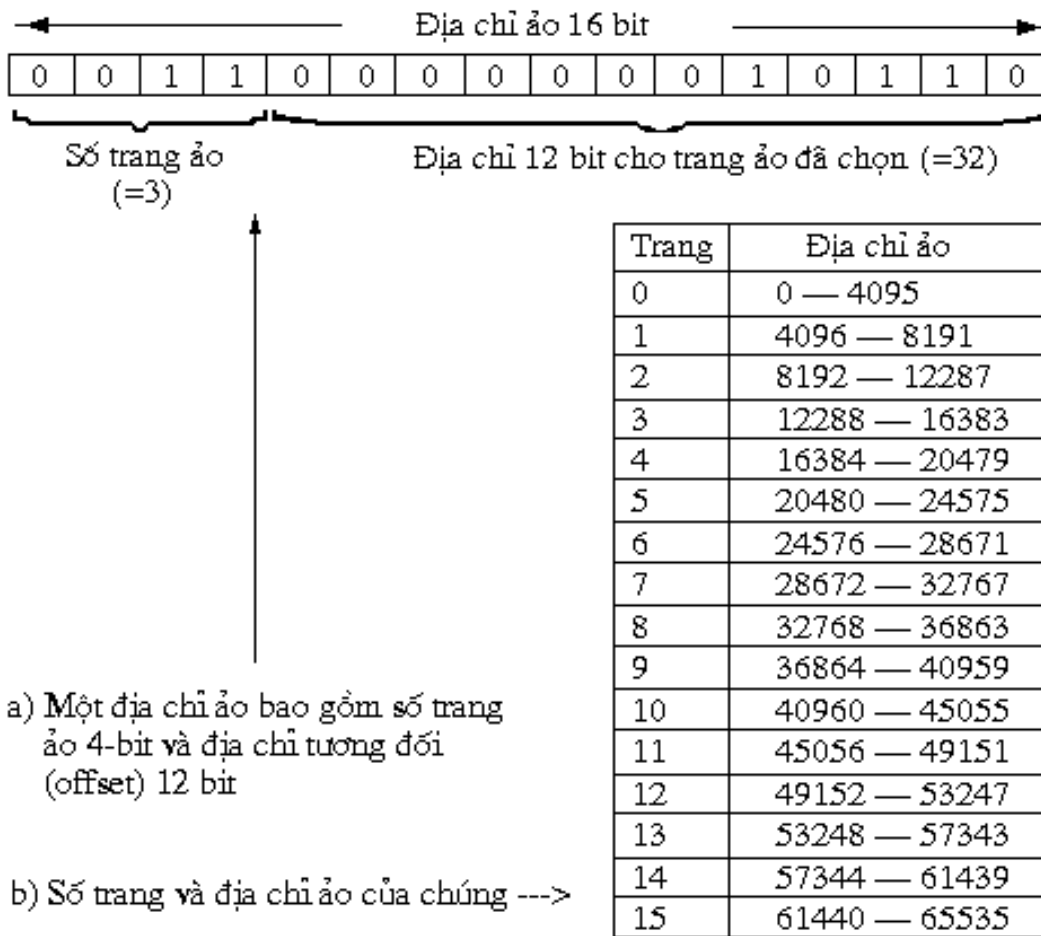 Địa chỉ ảo 16 bit
0 0 1 1 0 0 0 0 0 0 0 1 0 1 1 0
Số trang ảo
(=3)
Địa chỉ 12 bit cho trang ảo đã chọn (=32)
Trang Địa chỉ ảo
0 0 — 4095
1 4096 — 8191
2 8192 — 12287
3 12288 — 16383
4 16384 — 20479
5 20480 — 24575
6 24576 — 28671
7 28672 — 32767
8 32768 — 36863
9 36864 — 40959
10 40960 — 45055
11 45056 — 49151
12 49152 — 53247
13 53248 — 57343
14 57344 — 61439
15 61440 — 65535
a) Một địa chỉ ảo bao gồm số trang
ảo 4-bit và địa chỉ tương đối
(offset) 12 bit
b) Số trang và địa chỉ ảo của chúng --->